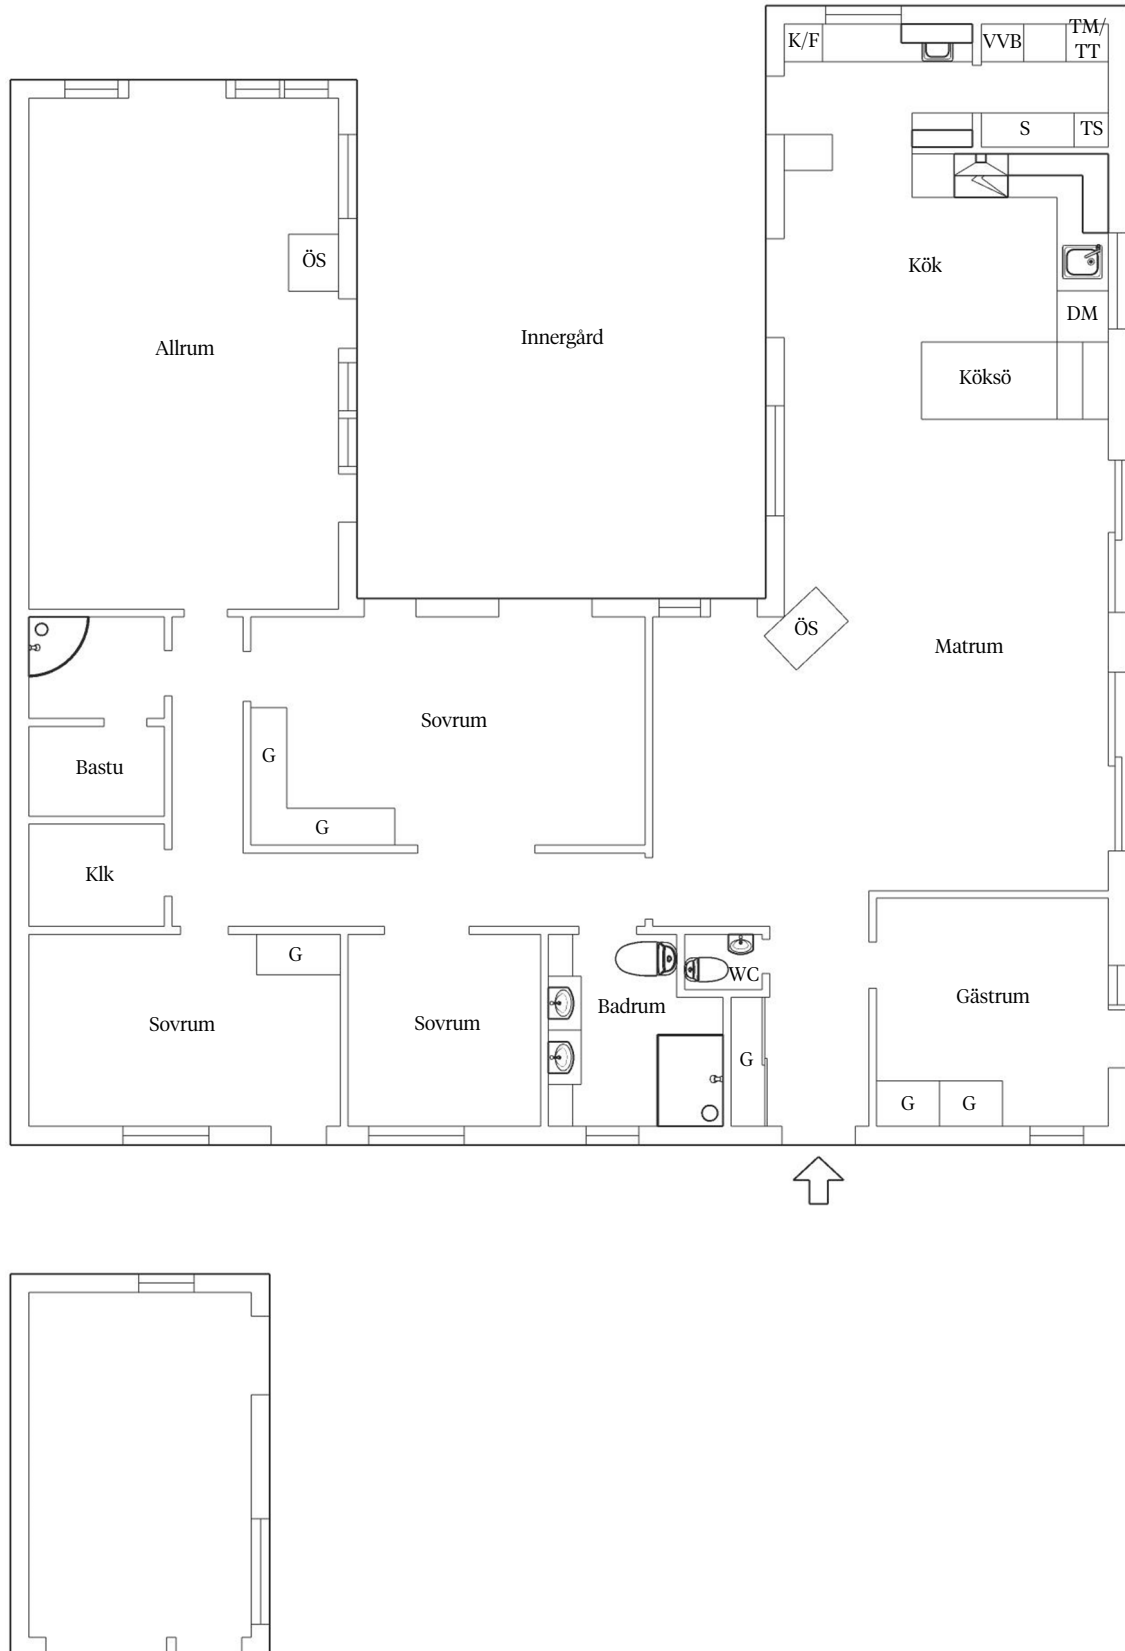 K/F
VVB
TM/
TT
S
TS
ÖS
Kök
DM
Allrum
Innergård
Köksö
ÖS
Matrum
Sovrum
G
Bastu
G
Klk
G
WC
Sovrum
Sovrum
Badrum
Gästrum
G
G
G